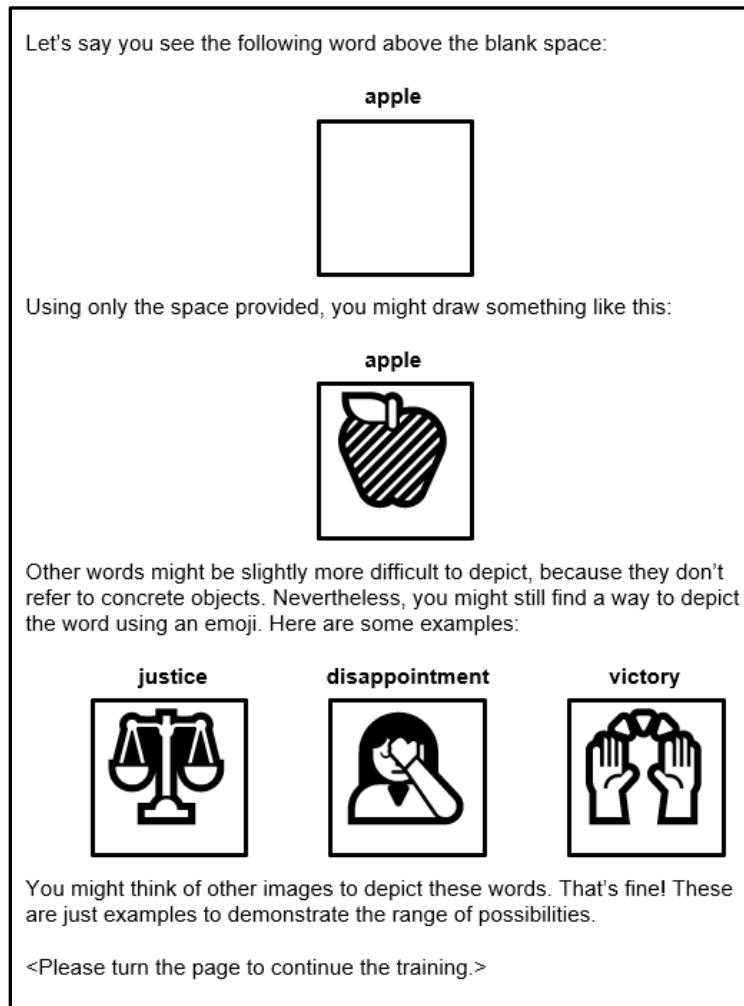 Let's say you see the following word above the blank space:
apple
Using only the space provided, you might draw something like this:
apple
Other words might be slightly more difficult to depict, because they don't
refer to concrete objects. Nevertheless, you might still find a way to depict
the word using an emoji. Here are some examples:
justice disappointment victory
You might think of other images to depict these words. That's fine! These
are just examples to demonstrate the range of possibilities.
<Please turn the page to continue the training.>